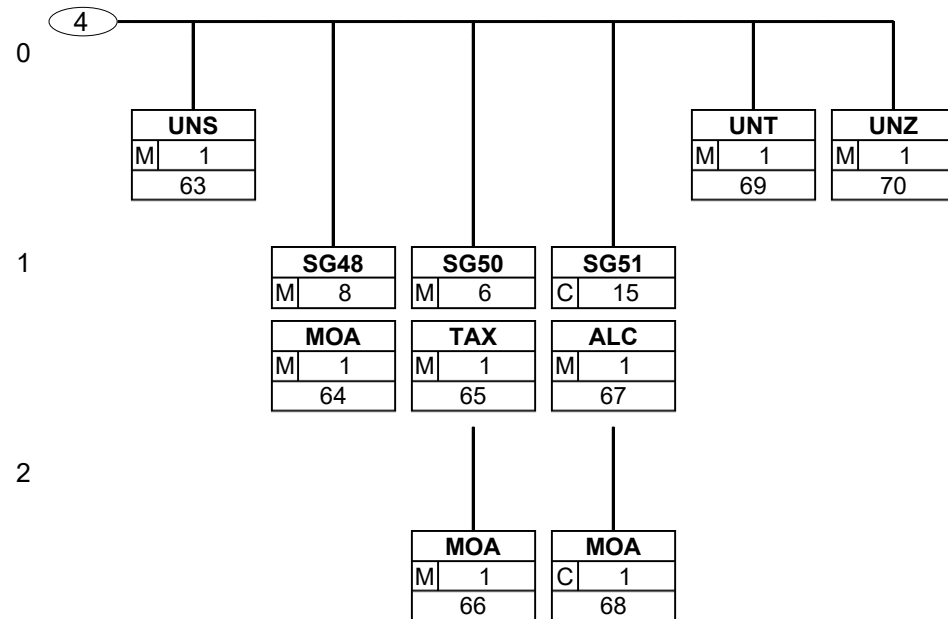 4
0
UNS UNT UNZ
M 1 M 1 M 1
63 69 70
1
SG48 SG50 SG51
M 8 M 6 C 15
MOA TAX ALC
M 1 M 1 M 1
64 65 67
2
MOA MOA
M 1 C 1
66 68